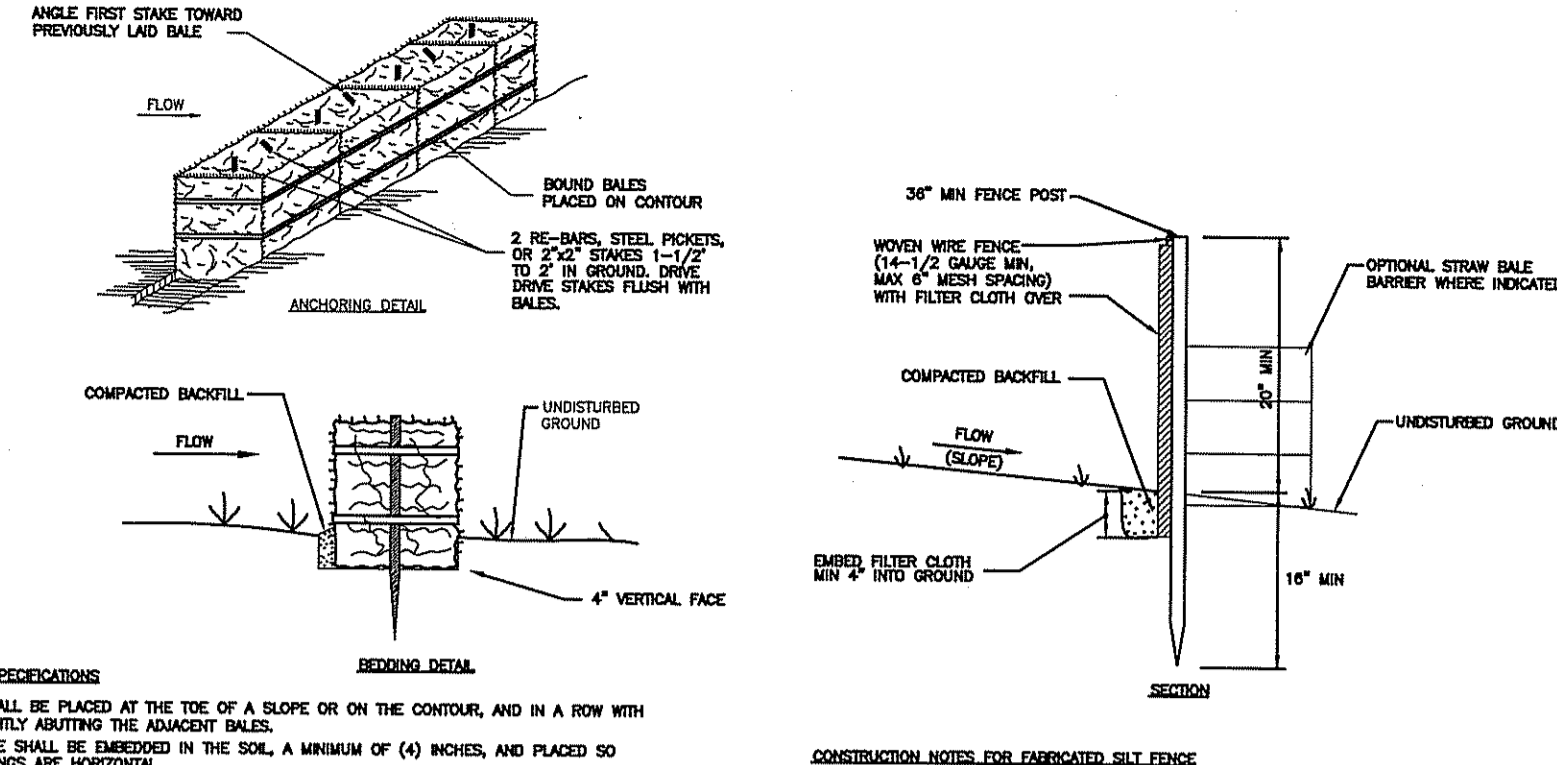 ANGLE FIRST STAKE TOWARD
PREVIOUSLY LAID BALE
FLOW
BOUND BALES
PLACED ON CONTOUR
2 RE-BARS, STEEL PICKETS,
OR 2"x2" STAKES 1-1/2'
TO 2' IN GROUND. DRIVE
DRIVE STAKES FLUSH WITH
BALES.
ANCHORING DETAIL
COMPACTED BACKFILL
FLOW
UNDISTURBED
GROUND
4" VERTICAL FACE
BEDDING DETAIL
PECIFICATIONS
ALL BE PLACED AT THE TOE OF A SLOPE OR ON THE CONTOUR, AND IN A ROW WITH
TLY ABUTTING THE ADJACENT BALES.
E SHALL BE EMBEDDED IN THE SOIL, A MINIMUM OF (4) INCHES, AND PLACED SO
NGS ARE HORIZONTAL
36" MIN FENCE POST
WOVEN WIRE FENCE
(14-1/2 GAUGE MIN,
MAX 6" MESH SPACING)
WITH FILTER CLOTH OVER
OPTIONAL STRAW BALE
BARRIER WHERE INDICATED
COMPACTED BACKFILL
20" MIN
UNDISTURBED GROUND
FLOW
(SLOPE)
EMBED FILTER CLOTH
MIN 4" INTO GROUND
16" MIN
SECTION
CONSTRUCTION NOTES FOR FABRICATED SILT FENCE